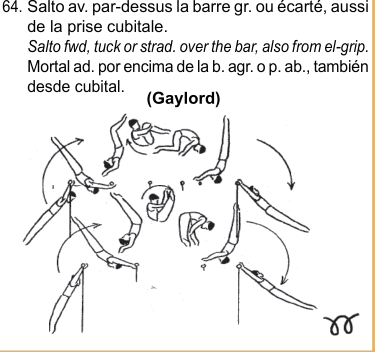 64. Salto av. par-dessus la barre gr. ou écarté, aussi
de la prise cubitale.
Salto fwd, tuck or strad. over the bar, also from el-grip.
Mortal ad. por encima de la b. agr. o p. ab., también
desde cubital.
(Gaylord)